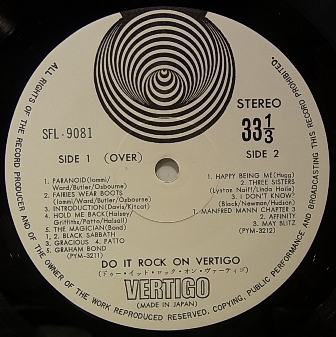 ALL RIGHTS OF THE RECORD PRODUCER AND OF THE OWNER OF THE WORK REPRODUCED RESERVED. COPYING, PUBLIC PERFORMANCE AND BROADCASTING OF THIS RECORD PROHIBITED.
SFL-9081
STEREO
33 1/3
SIDE 1 (OVER)
SIDE 2
1. PARANOID(Iommi/
Ward/Butler/Osbourne)
2. FAIRIES WEAR BOOTS
(Iommi/Ward/Butler/Osbourne)
3. INTRODUCTION(Davis/Kitcat)
4. HOLD ME BACK(Halsey/
Griffiths/Patto/Halsall)
5. THE MAGICIAN(Bond)
1, 2. BLACK SABBATH
3. GRACIOUS 4. PATTO
5. GRAHAM BOND
(PYM-3211)
1. HAPPY BEING ME(Hugg)
2. THREE SISTERS
(Lyston Naiff/Linda Hoile)
3. I DON'T KNOW
(Black/Newman/Hudson)
1. MANFRED MANN CHAPTER 3
2. AFFINITY
3. MAY BLITZ
(PYM-3212)
DO IT ROCK ON VERTIGO
(ドゥー・イット・ロック・オン・ヴァーティゴ)
VERTIGO
(MADE IN JAPAN)